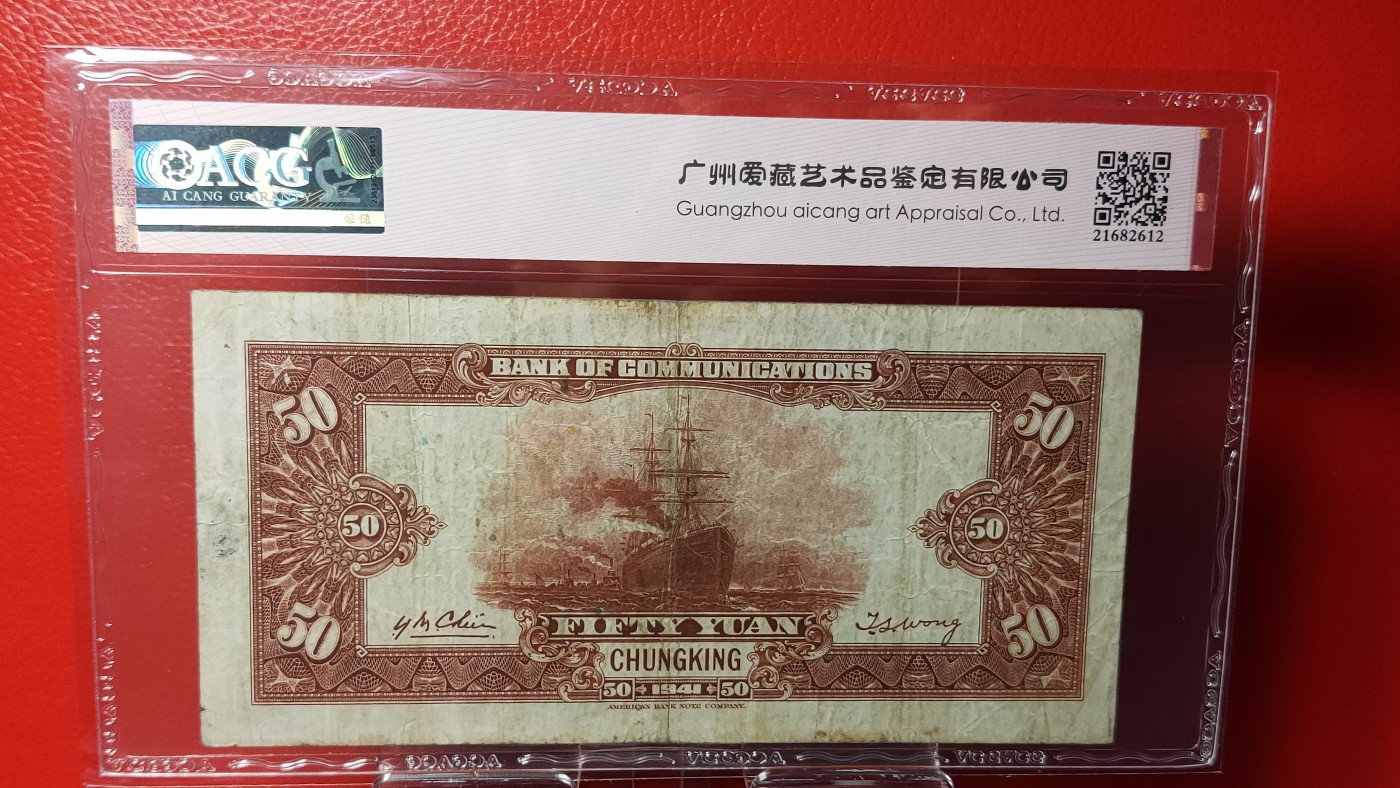 ACG
AI CANG GUARANTY
广州爱藏艺术品鉴定有限公司
Guangzhou aicang art Appraisal Co., Ltd.
21682612
BANK OF COMMUNICATIONS
50 50
50 50
50 50
Y M Chien T.S.Wong
FIFTY YUAN
CHUNGKING
50 1941 50
AMERICAN BANK NOTE COMPANY.